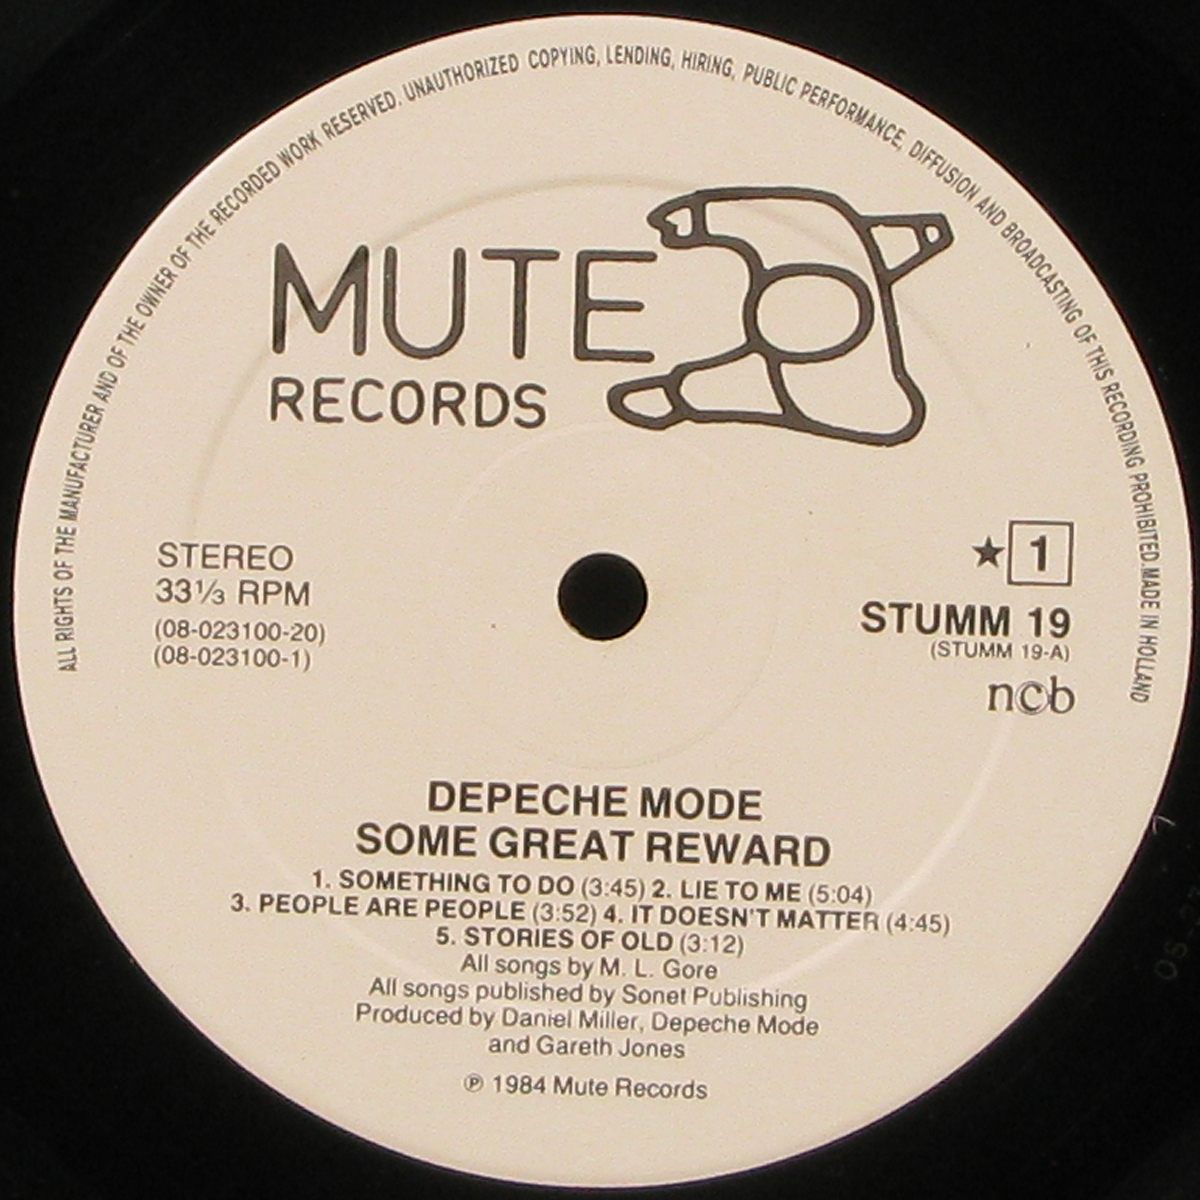 ALL RIGHTS OF THE MANUFACTURER AND OF THE OWNER OF THE RECORDED WORK RESERVED. UNAUTHORIZED COPYING, LENDING, HIRING, PUBLIC PERFORMANCE, DIFFUSION AND BROADCASTING OF THIS RECORDING PROHIBITED. MADE IN HOLLAND
MUTE
RECORDS
STEREO
33⅓ RPM
(08-023100-20)
(08-023100-1)
★ 1
STUMM 19
(STUMM 19-A)
ncb
DEPECHE MODE
SOME GREAT REWARD
1. SOMETHING TO DO (3:45) 2. LIE TO ME (5:04)
3. PEOPLE ARE PEOPLE (3:52) 4. IT DOESN'T MATTER (4:45)
5. STORIES OF OLD (3:12)
All songs by M. L. Gore
All songs published by Sonet Publishing
Produced by Daniel Miller, Depeche Mode
and Gareth Jones
℗ 1984 Mute Records